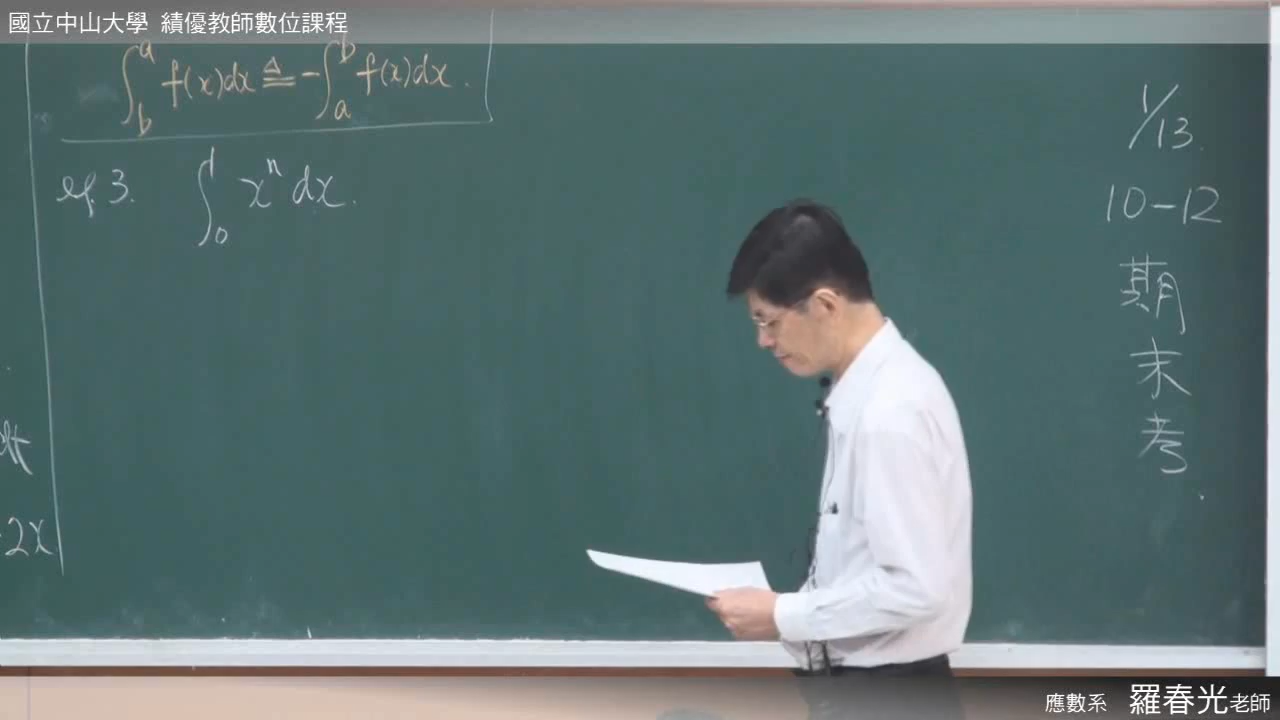 國立中山大學 績優教師數位課程
∫_b^a f(x)dx ≜ -∫_a^b f(x)dx.
ex. 3. ∫_0^1 x^n dx.
dt
-2x
1/13.
10-12
期
末
考.
應數系 羅春光老師